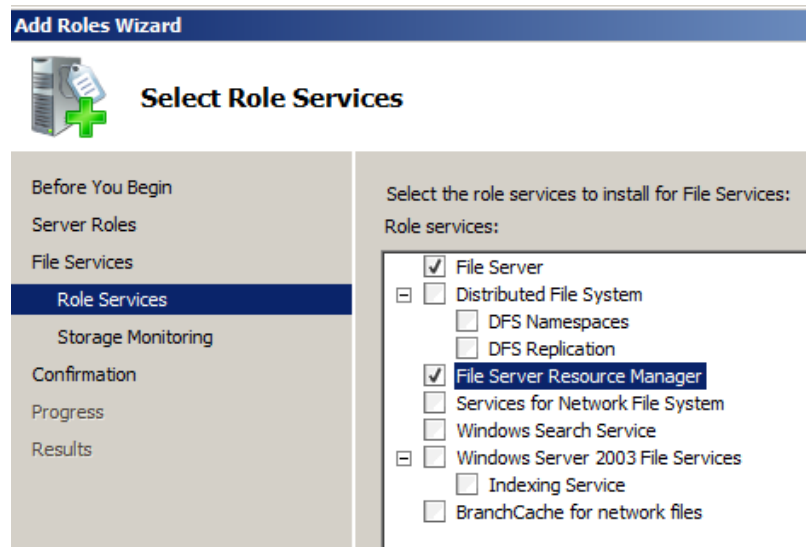 Add Roles Wizard
Select Role Services
Before You Begin
Server Roles
File Services
Role Services
Storage Monitoring
Confirmation
Progress
Results
Select the role services to install for File Services:
Role services:
File Server
Distributed File System
DFS Namespaces
DFS Replication
File Server Resource Manager
Services for Network File System
Windows Search Service
Windows Server 2003 File Services
Indexing Service
BranchCache for network files